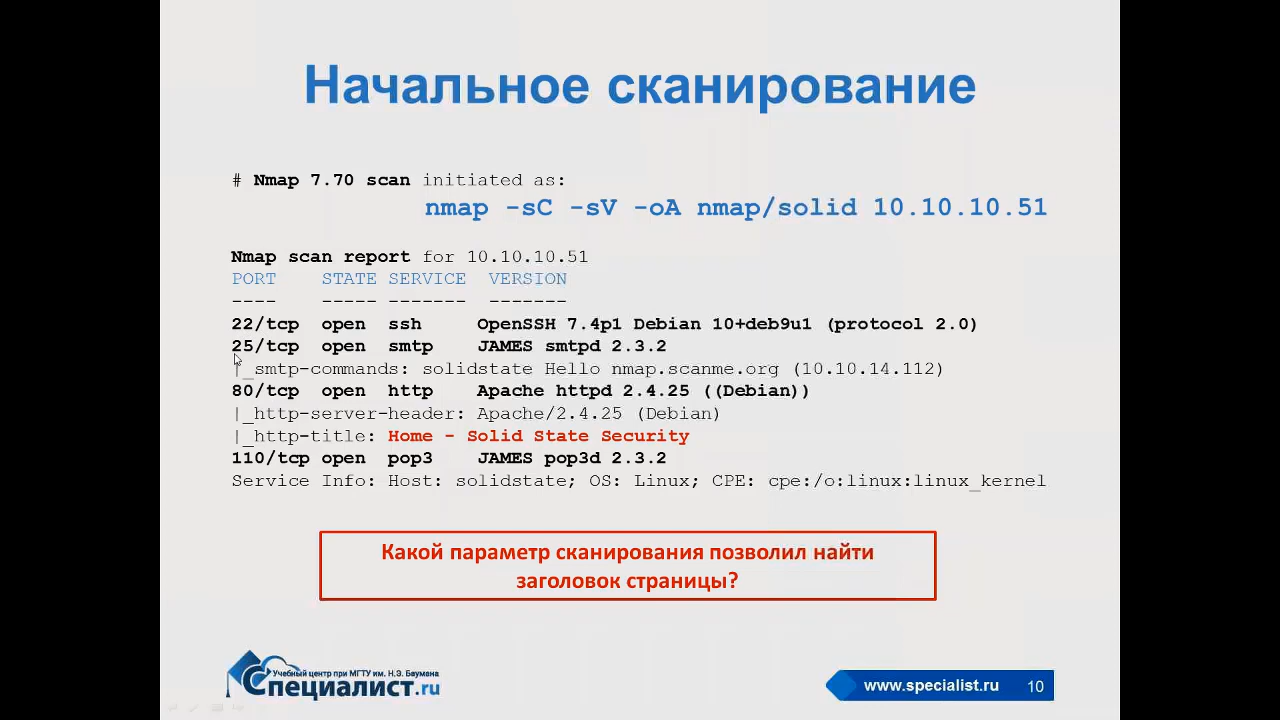 Начальное сканирование
# Nmap 7.70 scan initiated as:
nmap -sC -sV -oA nmap/solid 10.10.10.51
Nmap scan report for 10.10.10.51
PORT STATE SERVICE VERSION
---- ----- ------- -------
22/tcp open ssh OpenSSH 7.4p1 Debian 10+deb9u1 (protocol 2.0)
25/tcp open smtp JAMES smtpd 2.3.2
|_smtp-commands: solidstate Hello nmap.scanme.org (10.10.14.112)
80/tcp open http Apache httpd 2.4.25 ((Debian))
|_http-server-header: Apache/2.4.25 (Debian)
|_http-title: Home - Solid State Security
110/tcp open pop3 JAMES pop3d 2.3.2
Service Info: Host: solidstate; OS: Linux; CPE: cpe:/o:linux:linux_kernel
Какой параметр сканирования позволил найти
заголовок страницы?
Учебный центр при МГТУ им. Н.Э. Баумана
Специалист.ru
www.specialist.ru 10